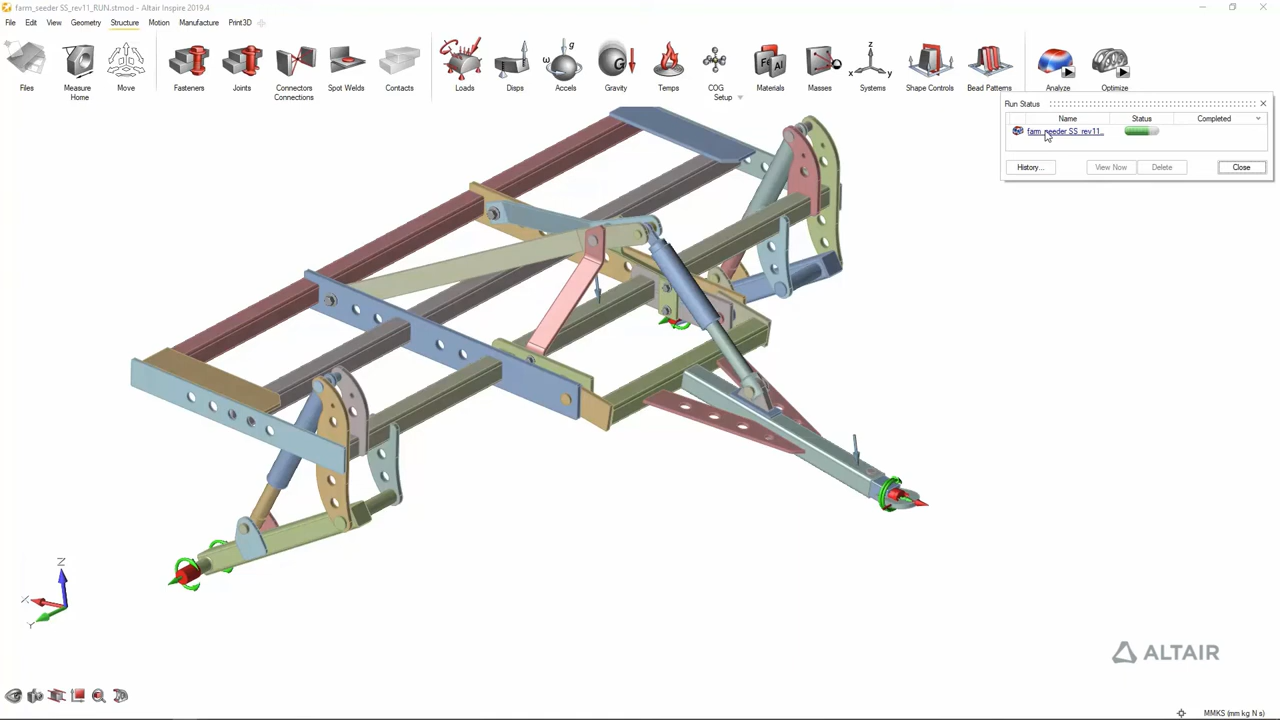 farm_seeder SS_rev11_RUN.stmod - Altair Inspire 2019.4
File Edit View Geometry Structure Motion Manufacture Print3D
Files Measure Move Fasteners Joints Connectors Spot Welds Contacts Loads Disps Accels Gravity Temps COG Materials Masses Systems Shape Controls Bead Patterns Analyze Optimize
Home Connections Setup
Run Status
Name Status Completed
farm_seeder SS_rev11..
History... View Now Delete Close
g
ω
G
Fe Al
z
x y
Z
X
Y
ALTAIR
MMKS (mm kg N s)